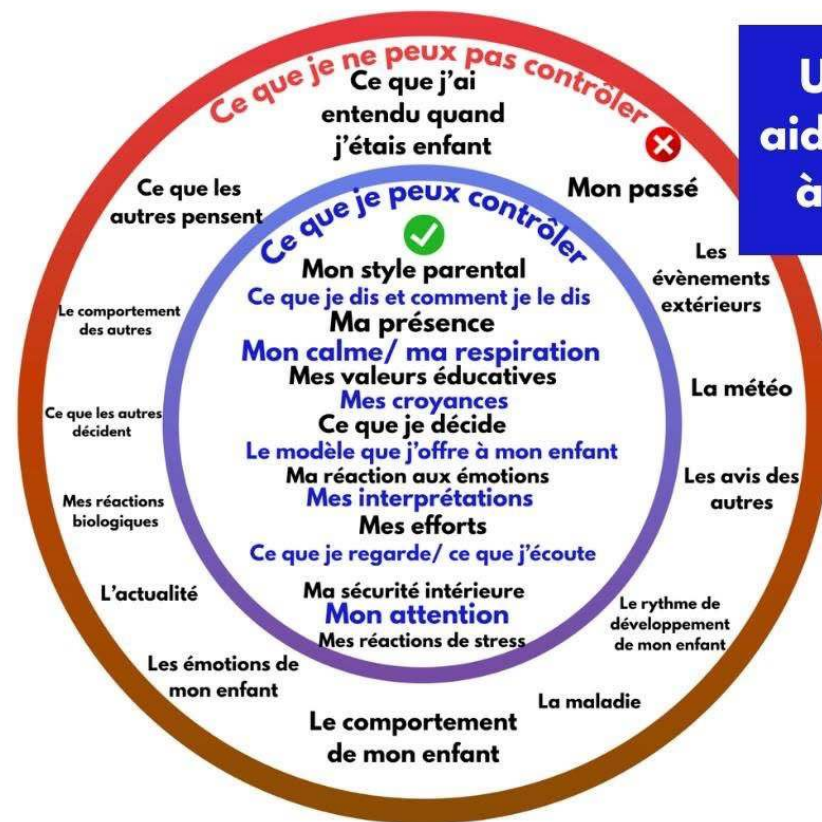 Ce que je ne peux pas contrôler
Ce que j’ai
entendu quand
j’étais enfant
Mon passé
Les
évènements
extérieurs
La météo
Les avis des
autres
Le rythme de
développement
de mon enfant
La maladie
Le comportement
de mon enfant
Les émotions de
mon enfant
L’actualité
Mes réactions
biologiques
Ce que les autres
décident
Le comportement
des autres
Ce que les
autres pensent
Ce que je peux contrôler
Mon style parental
Ce que je dis et comment je le dis
Ma présence
Mon calme/ ma respiration
Mes valeurs éducatives
Mes croyances
Ce que je décide
Le modèle que j’offre à mon enfant
Ma réaction aux émotions
Mes interprétations
Mes efforts
Ce que je regarde/ ce que j’écoute
Ma sécurité intérieure
Mon attention
Mes réactions de stress
U
aid
à